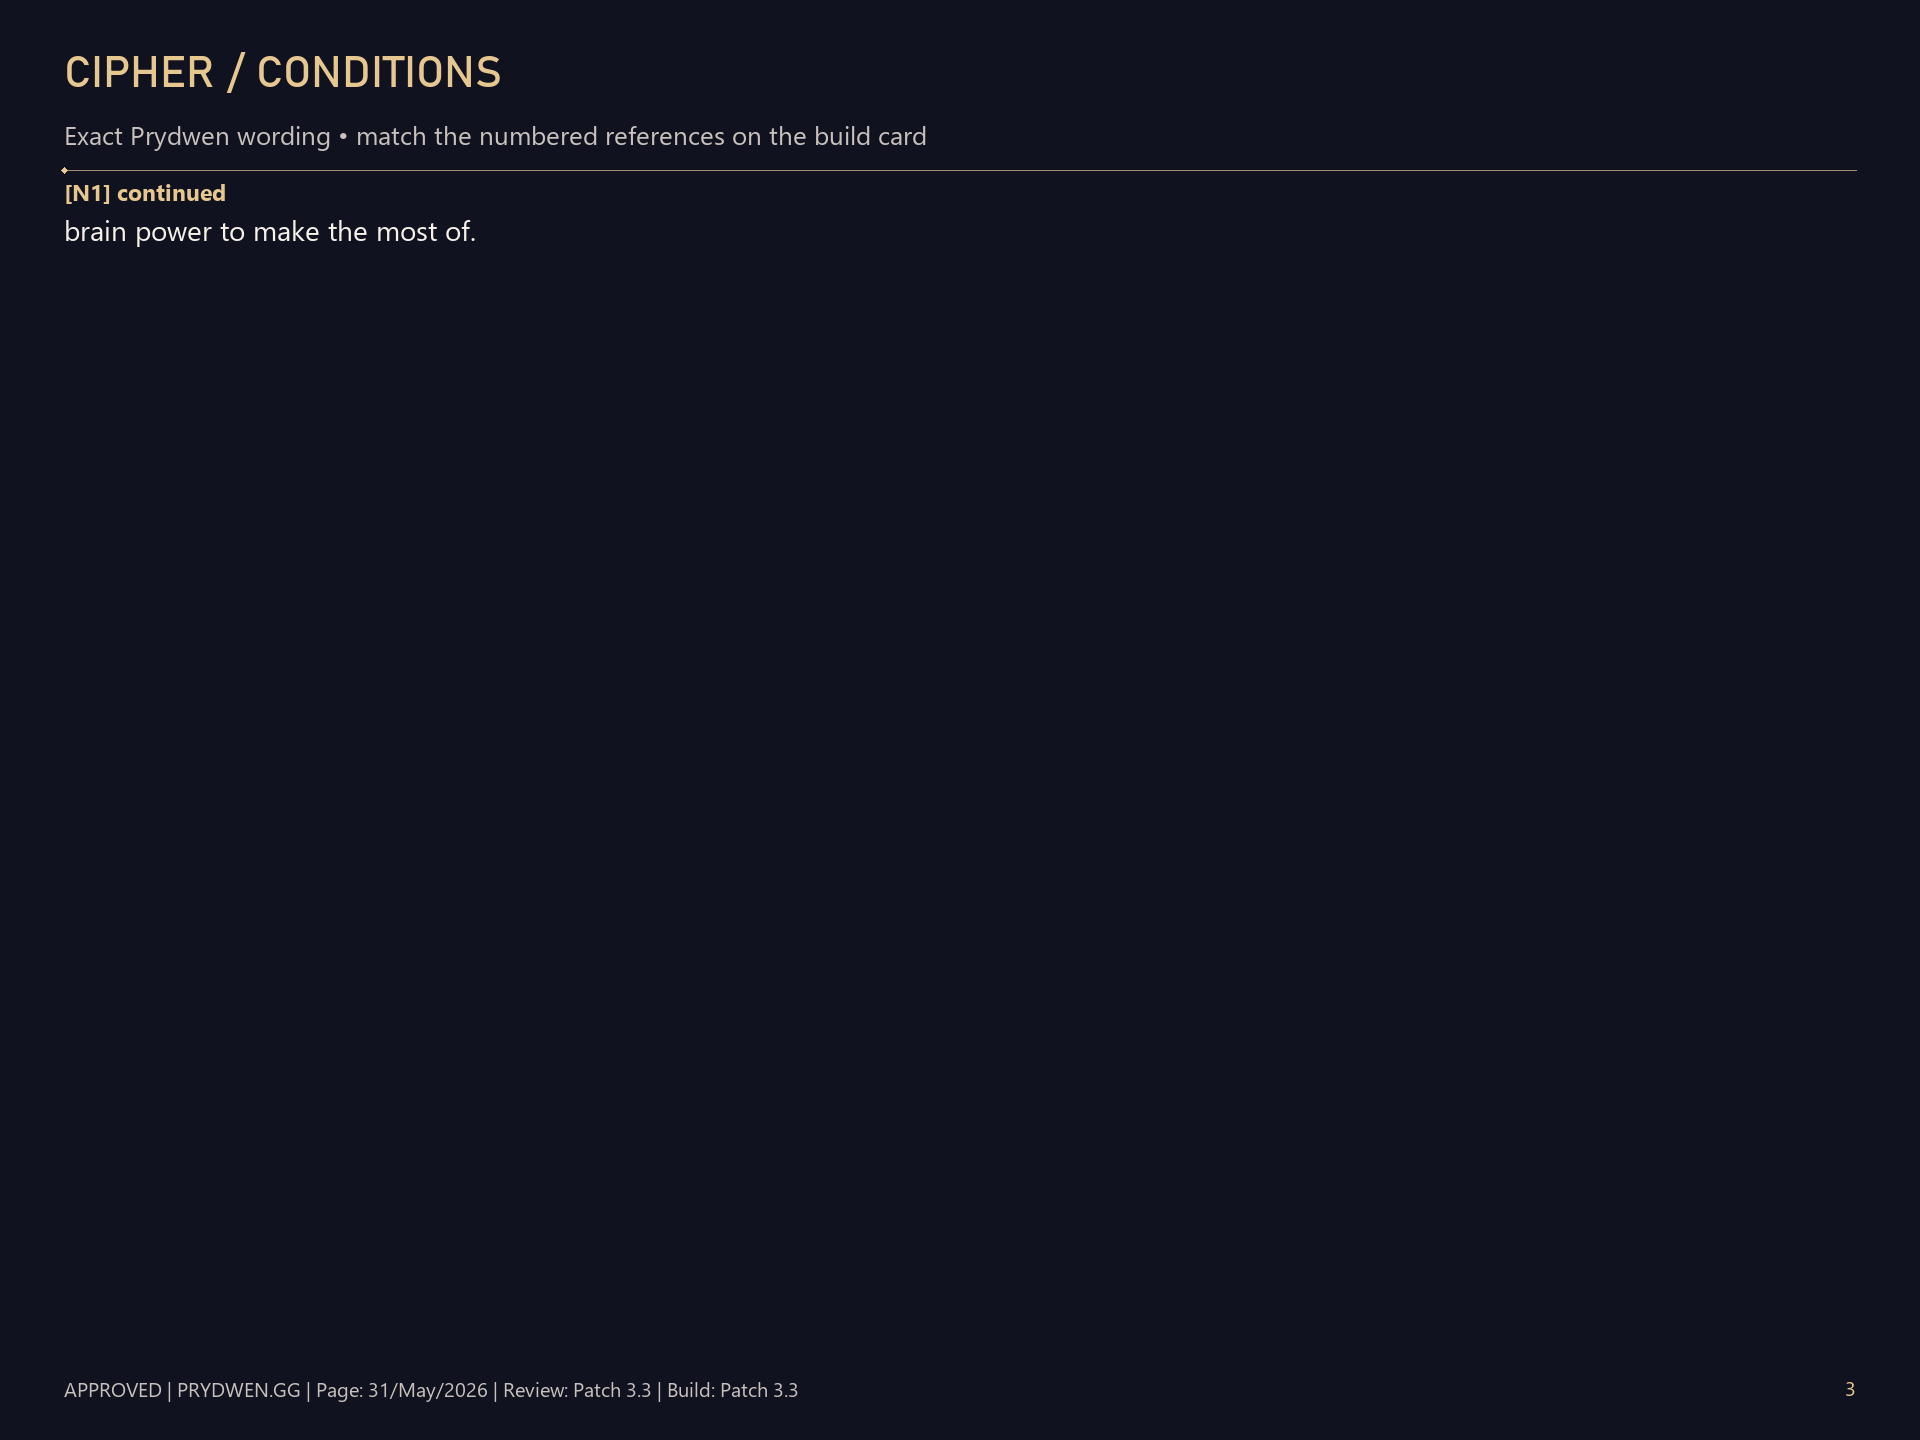 CIPHER / CONDITIONS
Exact Prydwen wording • match the numbered references on the build card
[N1] continued
brain power to make the most of.
APPROVED | PRYDWEN.GG | Page: 31/May/2026 | Review: Patch 3.3 | Build: Patch 3.3
3